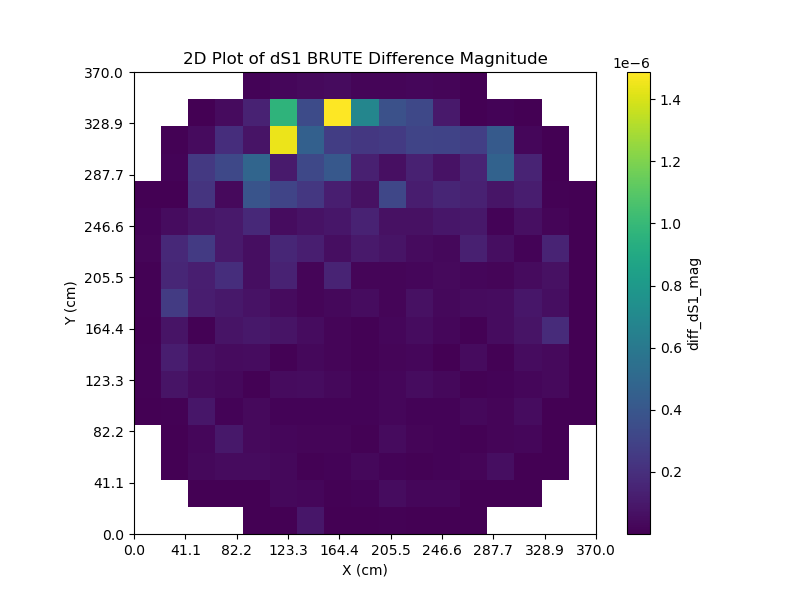 2D Plot of dS1 BRUTE Difference Magnitude
1e−6
370.0
328.9
287.7
246.6
205.5
164.4
123.3
82.2
41.1
0.0
Y (cm)
0.0 41.1 82.2 123.3 164.4 205.5 246.6 287.7 328.9 370.0
X (cm)
1.4
1.2
1.0
0.8
0.6
0.4
0.2
diff_dS1_mag